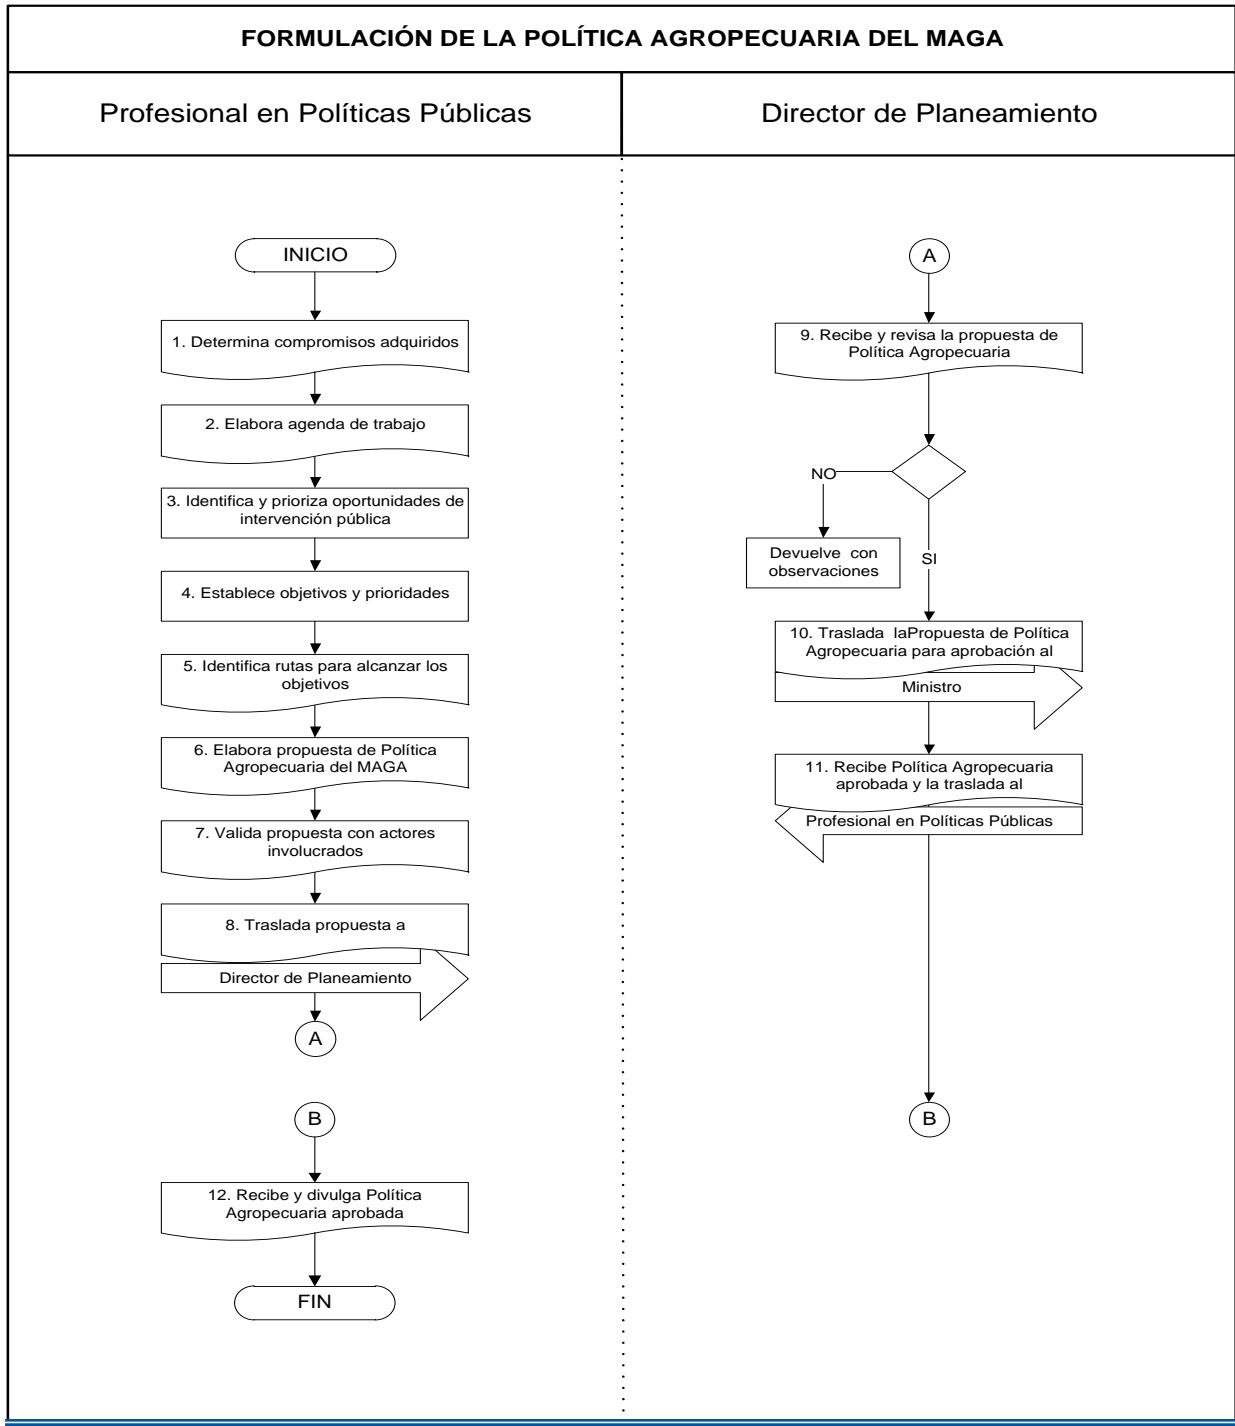 FORMULACIÓN DE LA POLÍTICA AGROPECUARIA DEL MAGA
Profesional en Políticas Públicas
Director de Planeamiento
INICIO
1. Determina compromisos adquiridos
2. Elabora agenda de trabajo
3. Identifica y prioriza oportunidades de
intervención pública
4. Establece objetivos y prioridades
5. Identifica rutas para alcanzar los
objetivos
6. Elabora propuesta de Política
Agropecuaria del MAGA
7. Valida propuesta con actores
involucrados
8. Traslada propuesta a
Director de Planeamiento
A
B
12. Recibe y divulga Política
Agropecuaria aprobada
FIN
A
9. Recibe y revisa la propuesta de
Política Agropecuaria
NO
Devuelve con
observaciones
SI
10. Traslada laPropuesta de Política
Agropecuaria para aprobación al
Ministro
11. Recibe Política Agropecuaria
aprobada y la traslada al
Profesional en Políticas Públicas
B